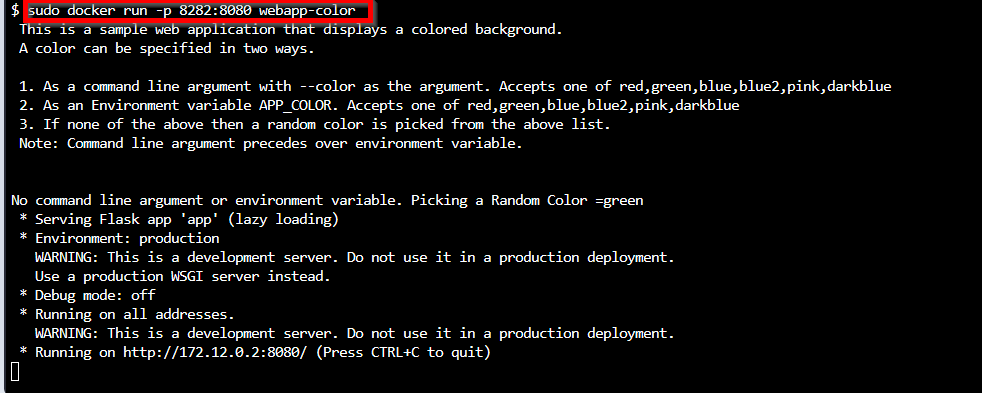 $ sudo docker run -p 8282:8080 webapp-color
This is a sample web application that displays a colored background.
A color can be specified in two ways.
1. As a command line argument with --color as the argument. Accepts one of red,green,blue,blue2,pink,darkblue
2. As an Environment variable APP_COLOR. Accepts one of red,green,blue,blue2,pink,darkblue
3. If none of the above then a random color is picked from the above list.
Note: Command line argument precedes over environment variable.
No command line argument or environment variable. Picking a Random Color =green
* Serving Flask app 'app' (lazy loading)
* Environment: production
WARNING: This is a development server. Do not use it in a production deployment.
Use a production WSGI server instead.
* Debug mode: off
* Running on all addresses.
WARNING: This is a development server. Do not use it in a production deployment.
* Running on http://172.12.0.2:8080/ (Press CTRL+C to quit)